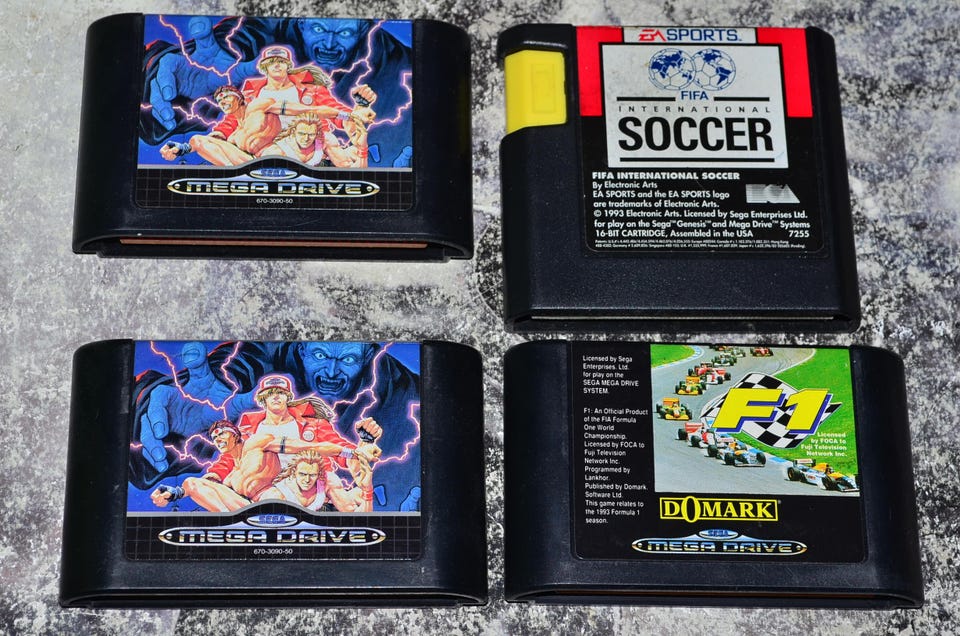 SEGA
MEGA DRIVE
670-3090-50
EA SPORTS
FIFA
INTERNATIONAL
SOCCER
FIFA INTERNATIONAL SOCCER
By Electronic Arts
EA SPORTS and the EA SPORTS logo
are trademarks of Electronic Arts.
© 1993 Electronic Arts. Licensed by Sega Enterprises Ltd.
for play on the Sega™ Genesis™ and Mega Drive™ Systems
16-BIT CARTRIDGE, Assembled in the USA 7255
SEGA
MEGA DRIVE
670-3090-50
Licensed by Sega
Enterprises. Ltd.
for play on the
SEGA MEGA DRIVE
SYSTEM.
F1: An Official Product
of the FIA Formula
One World
Championship.
Licensed by FOCA to
Fuji Television
Network Inc.
Programmed by
Lankhor.
Published by Domark
Software Ltd.
This game relates to
the 1993 Formula 1
season.
F1
Licensed
by FOCA to
Fuji Television
Network Inc.
DOMARK
SEGA
MEGA DRIVE